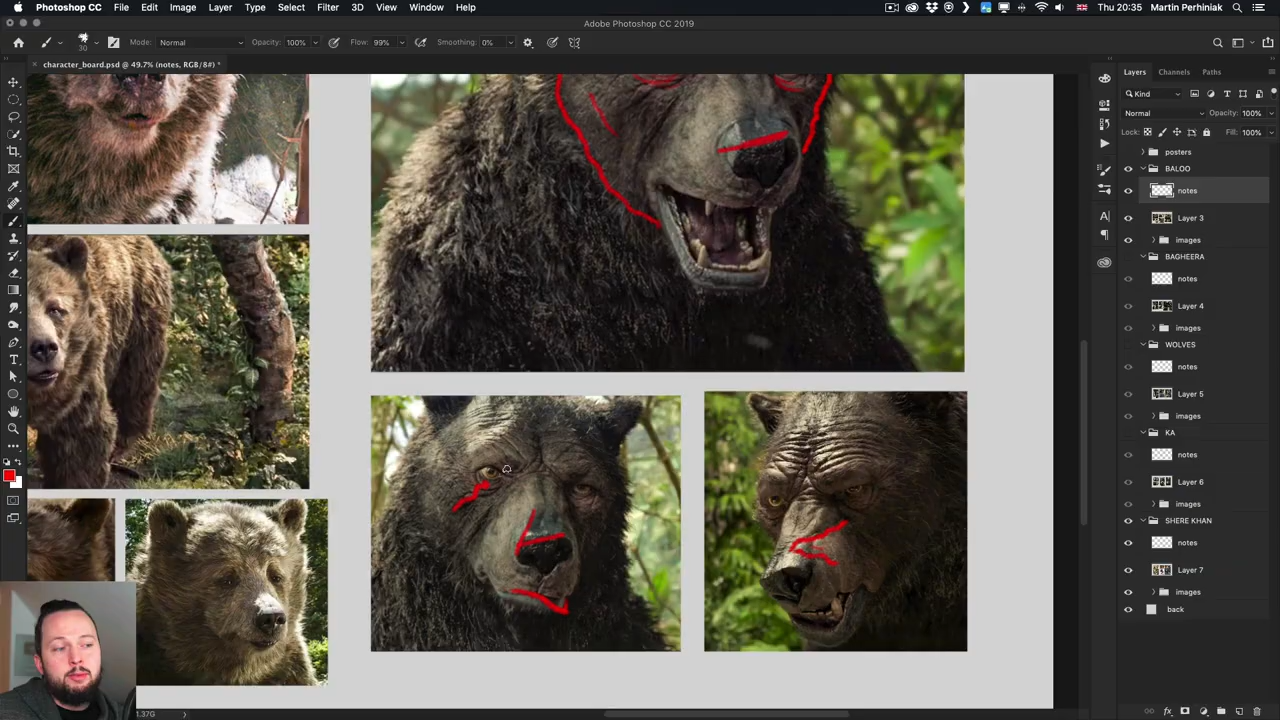 Photoshop CC File Edit Image Layer Type Select Filter 3D View Window Help Thu 20:35 Martin Perhiniak
Adobe Photoshop CC 2019
30 Mode: Normal Opacity: 100% Flow: 99% Smoothing: 0%
character_board.psd @ 49.7% (notes, RGB/8#) *
Layers Channels Paths
Kind
Normal Opacity: 100%
Lock: Fill: 100%
posters
BALOO
notes
Layer 3
images
BAGHEERA
notes
Layer 4
images
WOLVES
notes
Layer 5
images
KA
notes
Layer 6
images
SHERE KHAN
notes
Layer 7
images
back
1.37G